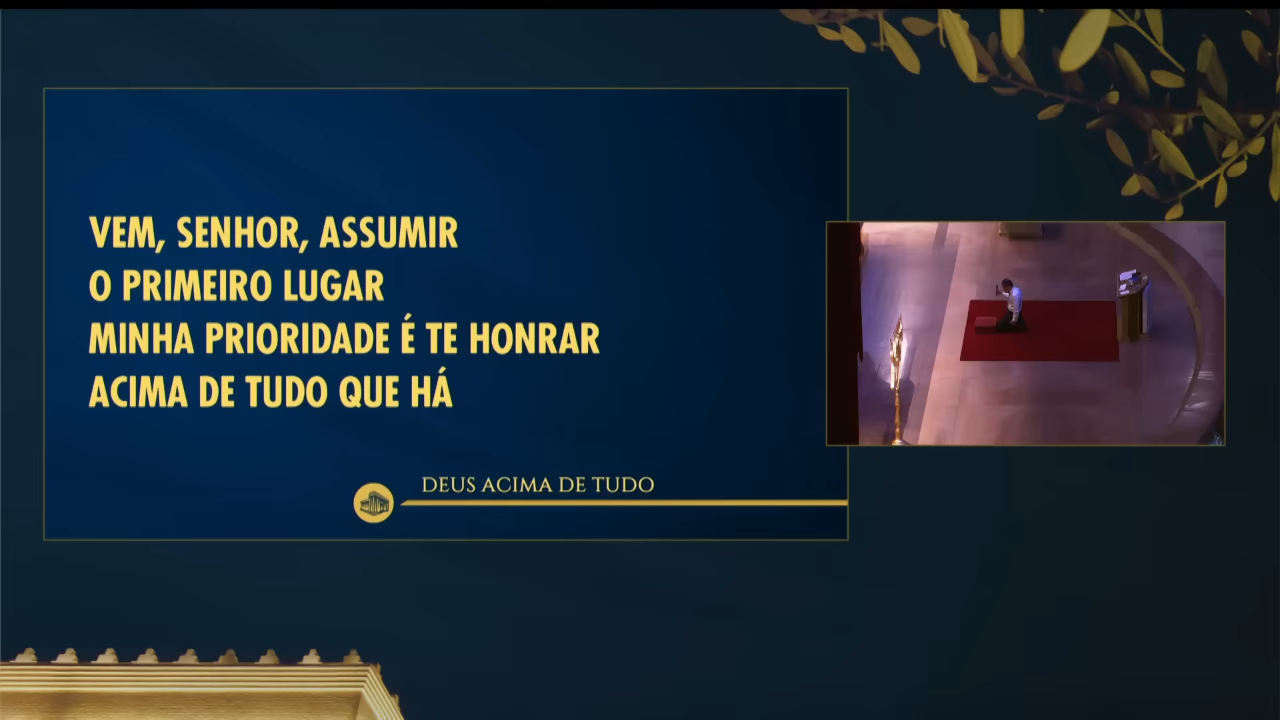 VEM, SENHOR, ASSUMIR
O PRIMEIRO LUGAR
MINHA PRIORIDADE É TE HONRAR
ACIMA DE TUDO QUE HÁ
DEUS ACIMA DE TUDO